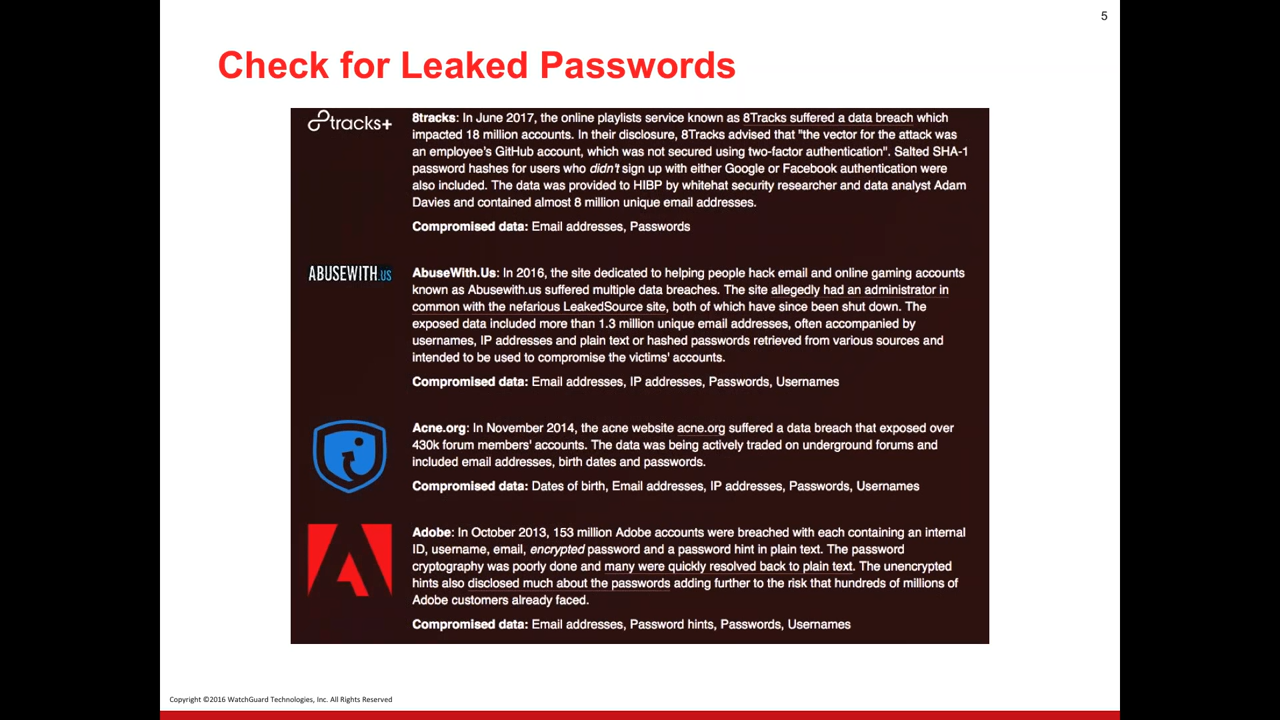 5
Check for Leaked Passwords
tracks+
8tracks: In June 2017, the online playlists service known as 8Tracks suffered a data breach which
impacted 18 million accounts. In their disclosure, 8Tracks advised that "the vector for the attack was
an employee's GitHub account, which was not secured using two-factor authentication". Salted SHA-1
password hashes for users who didn't sign up with either Google or Facebook authentication were
also included. The data was provided to HIBP by whitehat security researcher and data analyst Adam
Davies and contained almost 8 million unique email addresses.
Compromised data: Email addresses, Passwords
ABUSEWITH.US
AbuseWith.Us: In 2016, the site dedicated to helping people hack email and online gaming accounts
known as Abusewith.us suffered multiple data breaches. The site allegedly had an administrator in
common with the nefarious LeakedSource site, both of which have since been shut down. The
exposed data included more than 1.3 million unique email addresses, often accompanied by
usernames, IP addresses and plain text or hashed passwords retrieved from various sources and
intended to be used to compromise the victims' accounts.
Compromised data: Email addresses, IP addresses, Passwords, Usernames
Acne.org: In November 2014, the acne website acne.org suffered a data breach that exposed over
430k forum members' accounts. The data was being actively traded on underground forums and
included email addresses, birth dates and passwords.
Compromised data: Dates of birth, Email addresses, IP addresses, Passwords, Usernames
Adobe: In October 2013, 153 million Adobe accounts were breached with each containing an internal
ID, username, email, encrypted password and a password hint in plain text. The password
cryptography was poorly done and many were quickly resolved back to plain text. The unencrypted
hints also disclosed much about the passwords adding further to the risk that hundreds of millions of
Adobe customers already faced.
Compromised data: Email addresses, Password hints, Passwords, Usernames
Copyright ©2016 WatchGuard Technologies, Inc. All Rights Reserved